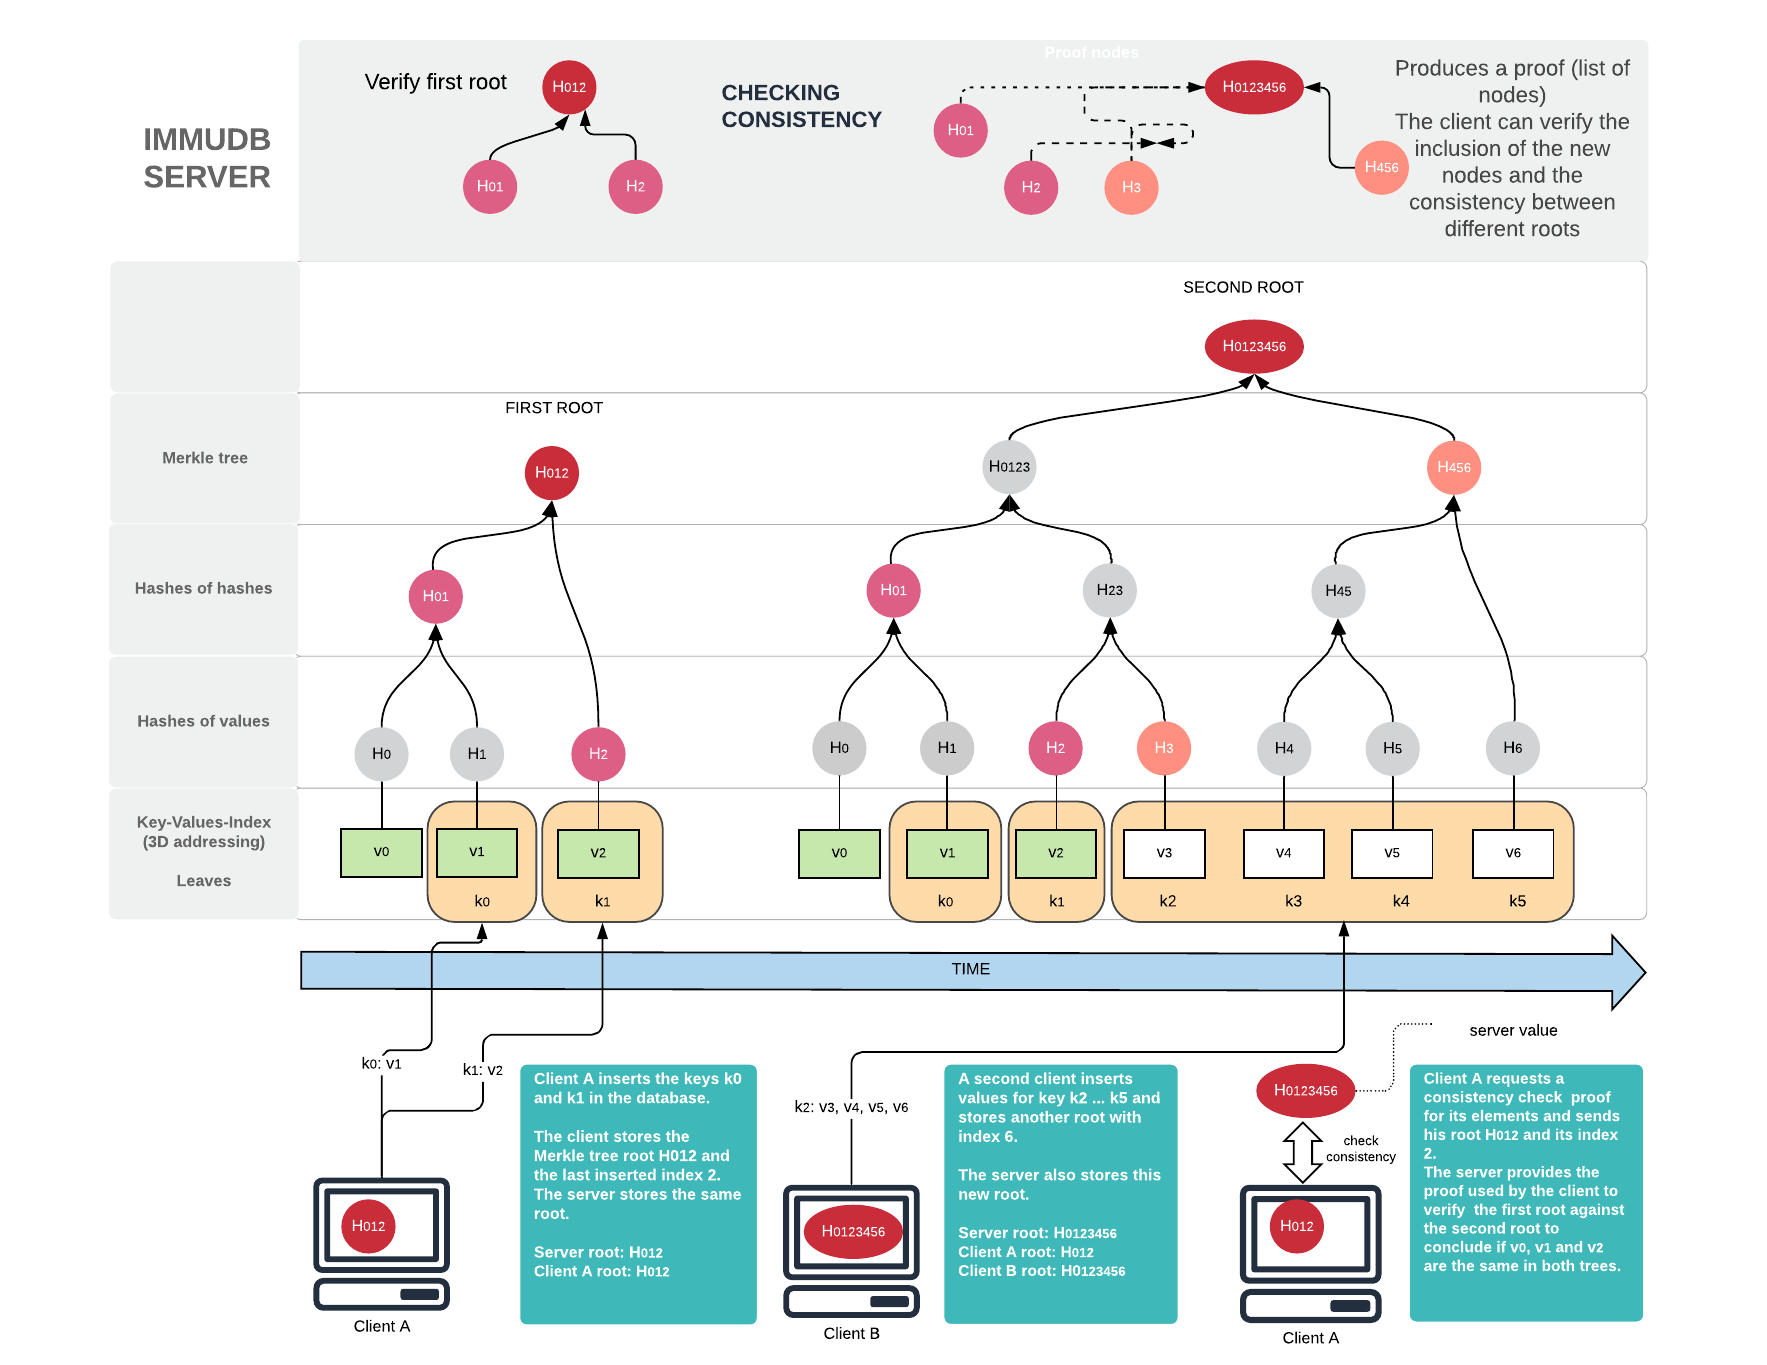 Proof nodes
Verify first root
H012
H01
H2
CHECKING
CONSISTENCY
H01
H2
H3
H0123456
H456
Produces a proof (list of
nodes)
The client can verify the
inclusion of the new
nodes and the
consistency between
different roots
IMMUDB
SERVER
SECOND ROOT
H0123456
FIRST ROOT
Merkle tree
H012
H0123
H456
Hashes of hashes
H01
H01
H23
H45
Hashes of values
H0
H1
H2
H0
H1
H2
H3
H4
H5
H6
Key-Values-Index
(3D addressing)
Leaves
v0
v1
v2
v0
v1
v2
v3
v4
v5
v6
k0
k1
k0
k1
k2
k3
k4
k5
TIME
k0: v1
k1: v2
Client A inserts the keys k0
and k1 in the database.
The client stores the
Merkle tree root H012 and
the last inserted index 2.
The server stores the same
root.
Server root: H012
Client A root: H012
H012
Client A
k2: v3, v4, v5, v6
H0123456
Client B
A second client inserts
values for key k2 ... k5 and
stores another root with
index 6.
The server also stores this
new root.
Server root: H0123456
Client A root: H012
Client B root: H0123456
server value
H0123456
check
consistency
H012
Client A
Client A requests a
consistency check  proof
for its elements and sends
his root H012 and its index
2.
The server provides the
proof used by the client to
verify  the first root against
the second root to
conclude if v0, v1 and v2
are the same in both trees.